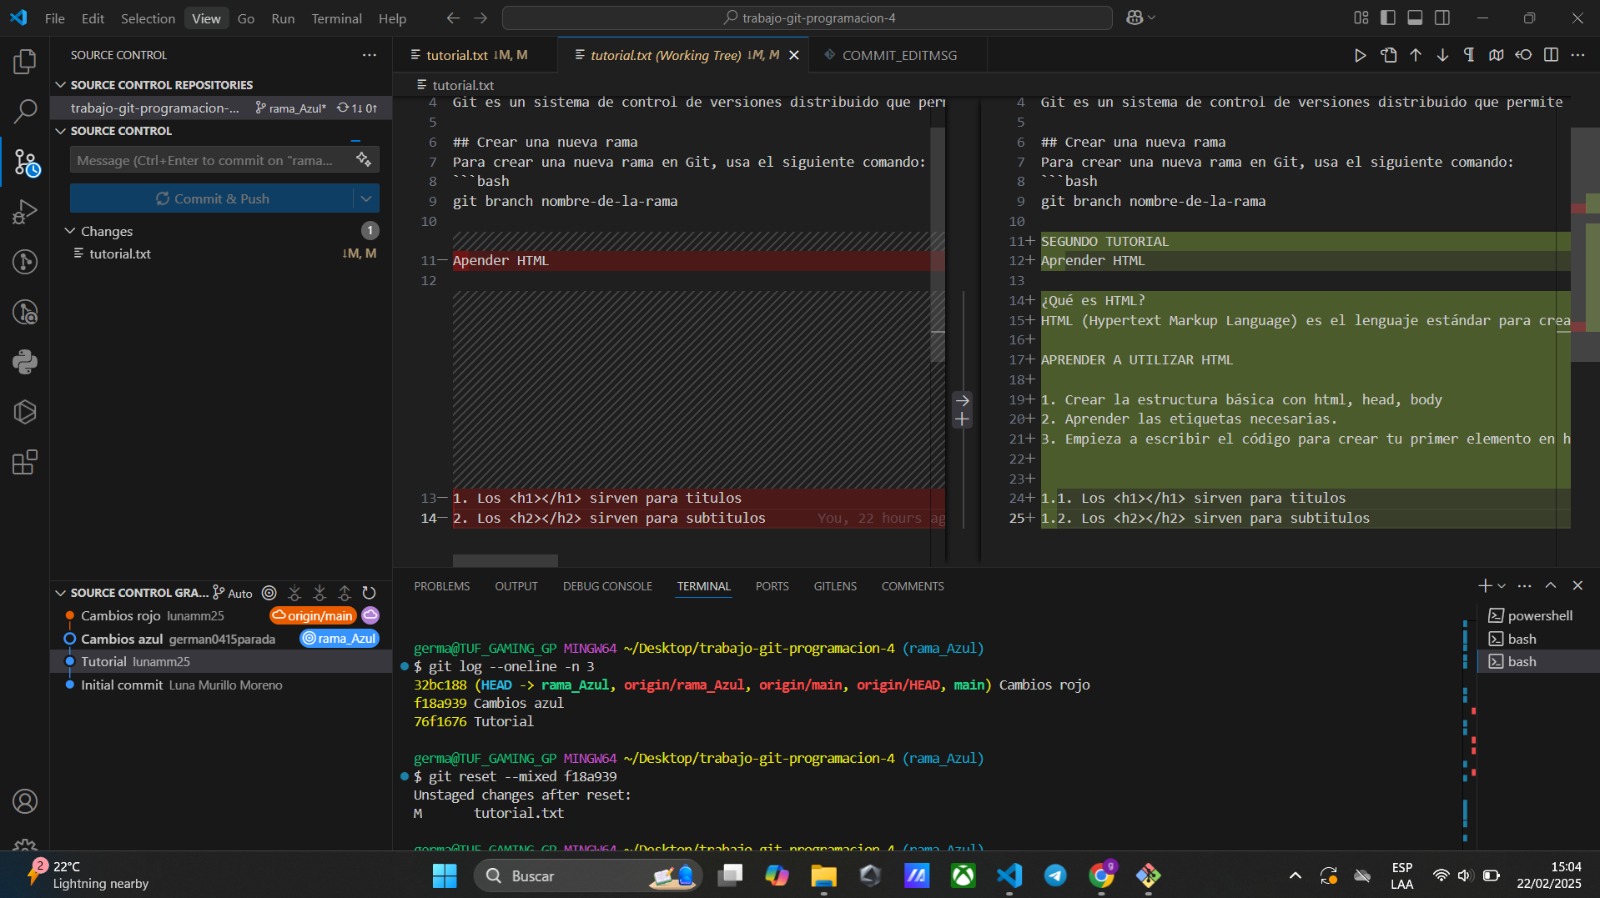 File Edit Selection View Go Run Terminal Help
trabajo-git-programacion-4
SOURCE CONTROL
SOURCE CONTROL REPOSITORIES
trabajo-git-programacion-... rama_Azul* 1↓ 0↑
SOURCE CONTROL
Message (Ctrl+Enter to commit on "rama...
Commit & Push
Changes 1
tutorial.txt ↓M, M
tutorial.txt ↓M, M
tutorial.txt (Working Tree) ↓M, M
COMMIT_EDITMSG
tutorial.txt
4 Git es un sistema de control de versiones distribuido que perm
5
6 ## Crear una nueva rama
7 Para crear una nueva rama en Git, usa el siguiente comando:
8 ```bash
9 git branch nombre-de-la-rama
10
11— Apender HTML
12
13— 1. Los <h1></h1> sirven para titulos
14— 2. Los <h2></h2> sirven para subtitulos You, 22 hours ag
4 Git es un sistema de control de versiones distribuido que permite
5
6 ## Crear una nueva rama
7 Para crear una nueva rama en Git, usa el siguiente comando:
8 ```bash
9 git branch nombre-de-la-rama
10
11+ SEGUNDO TUTORIAL
12+ Aprender HTML
13
14+ ¿Qué es HTML?
15+ HTML (Hypertext Markup Language) es el lenguaje estándar para crea
16+
17+ APRENDER A UTILIZAR HTML
18+
19+ 1. Crear la estructura básica con html, head, body
20+ 2. Aprender las etiquetas necesarias.
21+ 3. Empieza a escribir el código para crear tu primer elemento en h
22+
23+
24+ 1.1. Los <h1></h1> sirven para titulos
25+ 1.2. Los <h2></h2> sirven para subtitulos
SOURCE CONTROL GRA... Auto
Cambios rojo lunamm25 origin/main
Cambios azul german0415parada rama_Azul
Tutorial lunamm25
Initial commit Luna Murillo Moreno
PROBLEMS OUTPUT DEBUG CONSOLE TERMINAL PORTS GITLENS COMMENTS
germa@TUF_GAMING_GP MINGW64 ~/Desktop/trabajo-git-programacion-4 (rama_Azul)
$ git log --oneline -n 3
32bc188 (HEAD -> rama_Azul, origin/rama_Azul, origin/main, origin/HEAD, main) Cambios rojo
f18a939 Cambios azul
76f1676 Tutorial
germa@TUF_GAMING_GP MINGW64 ~/Desktop/trabajo-git-programacion-4 (rama_Azul)
$ git reset --mixed f18a939
Unstaged changes after reset:
M tutorial.txt
germa@TUF_GAMING_GP MINGW64 ~/Desktop/trabajo-git-programacion-4 (rama_Azul)
powershell
bash
bash
2
22°C
Lightning nearby
Buscar
ESP
LAA
15:04
22/02/2025